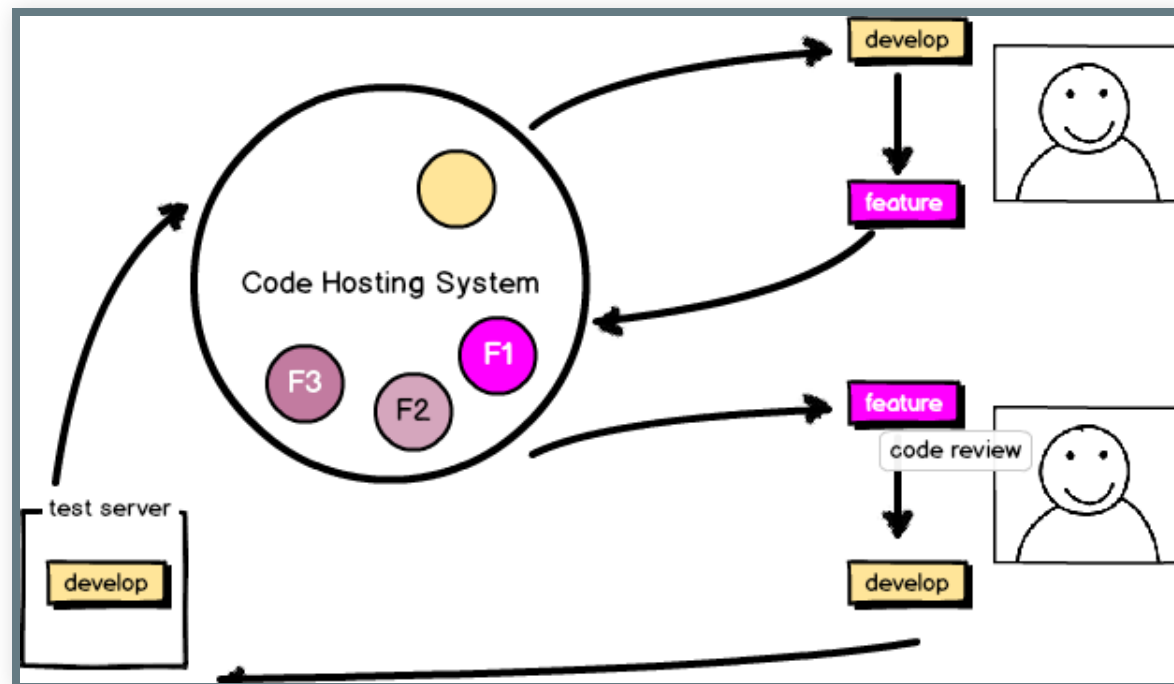 develop
feature
Code Hosting System
F1
F3
F2
feature
code review
test server
develop
develop